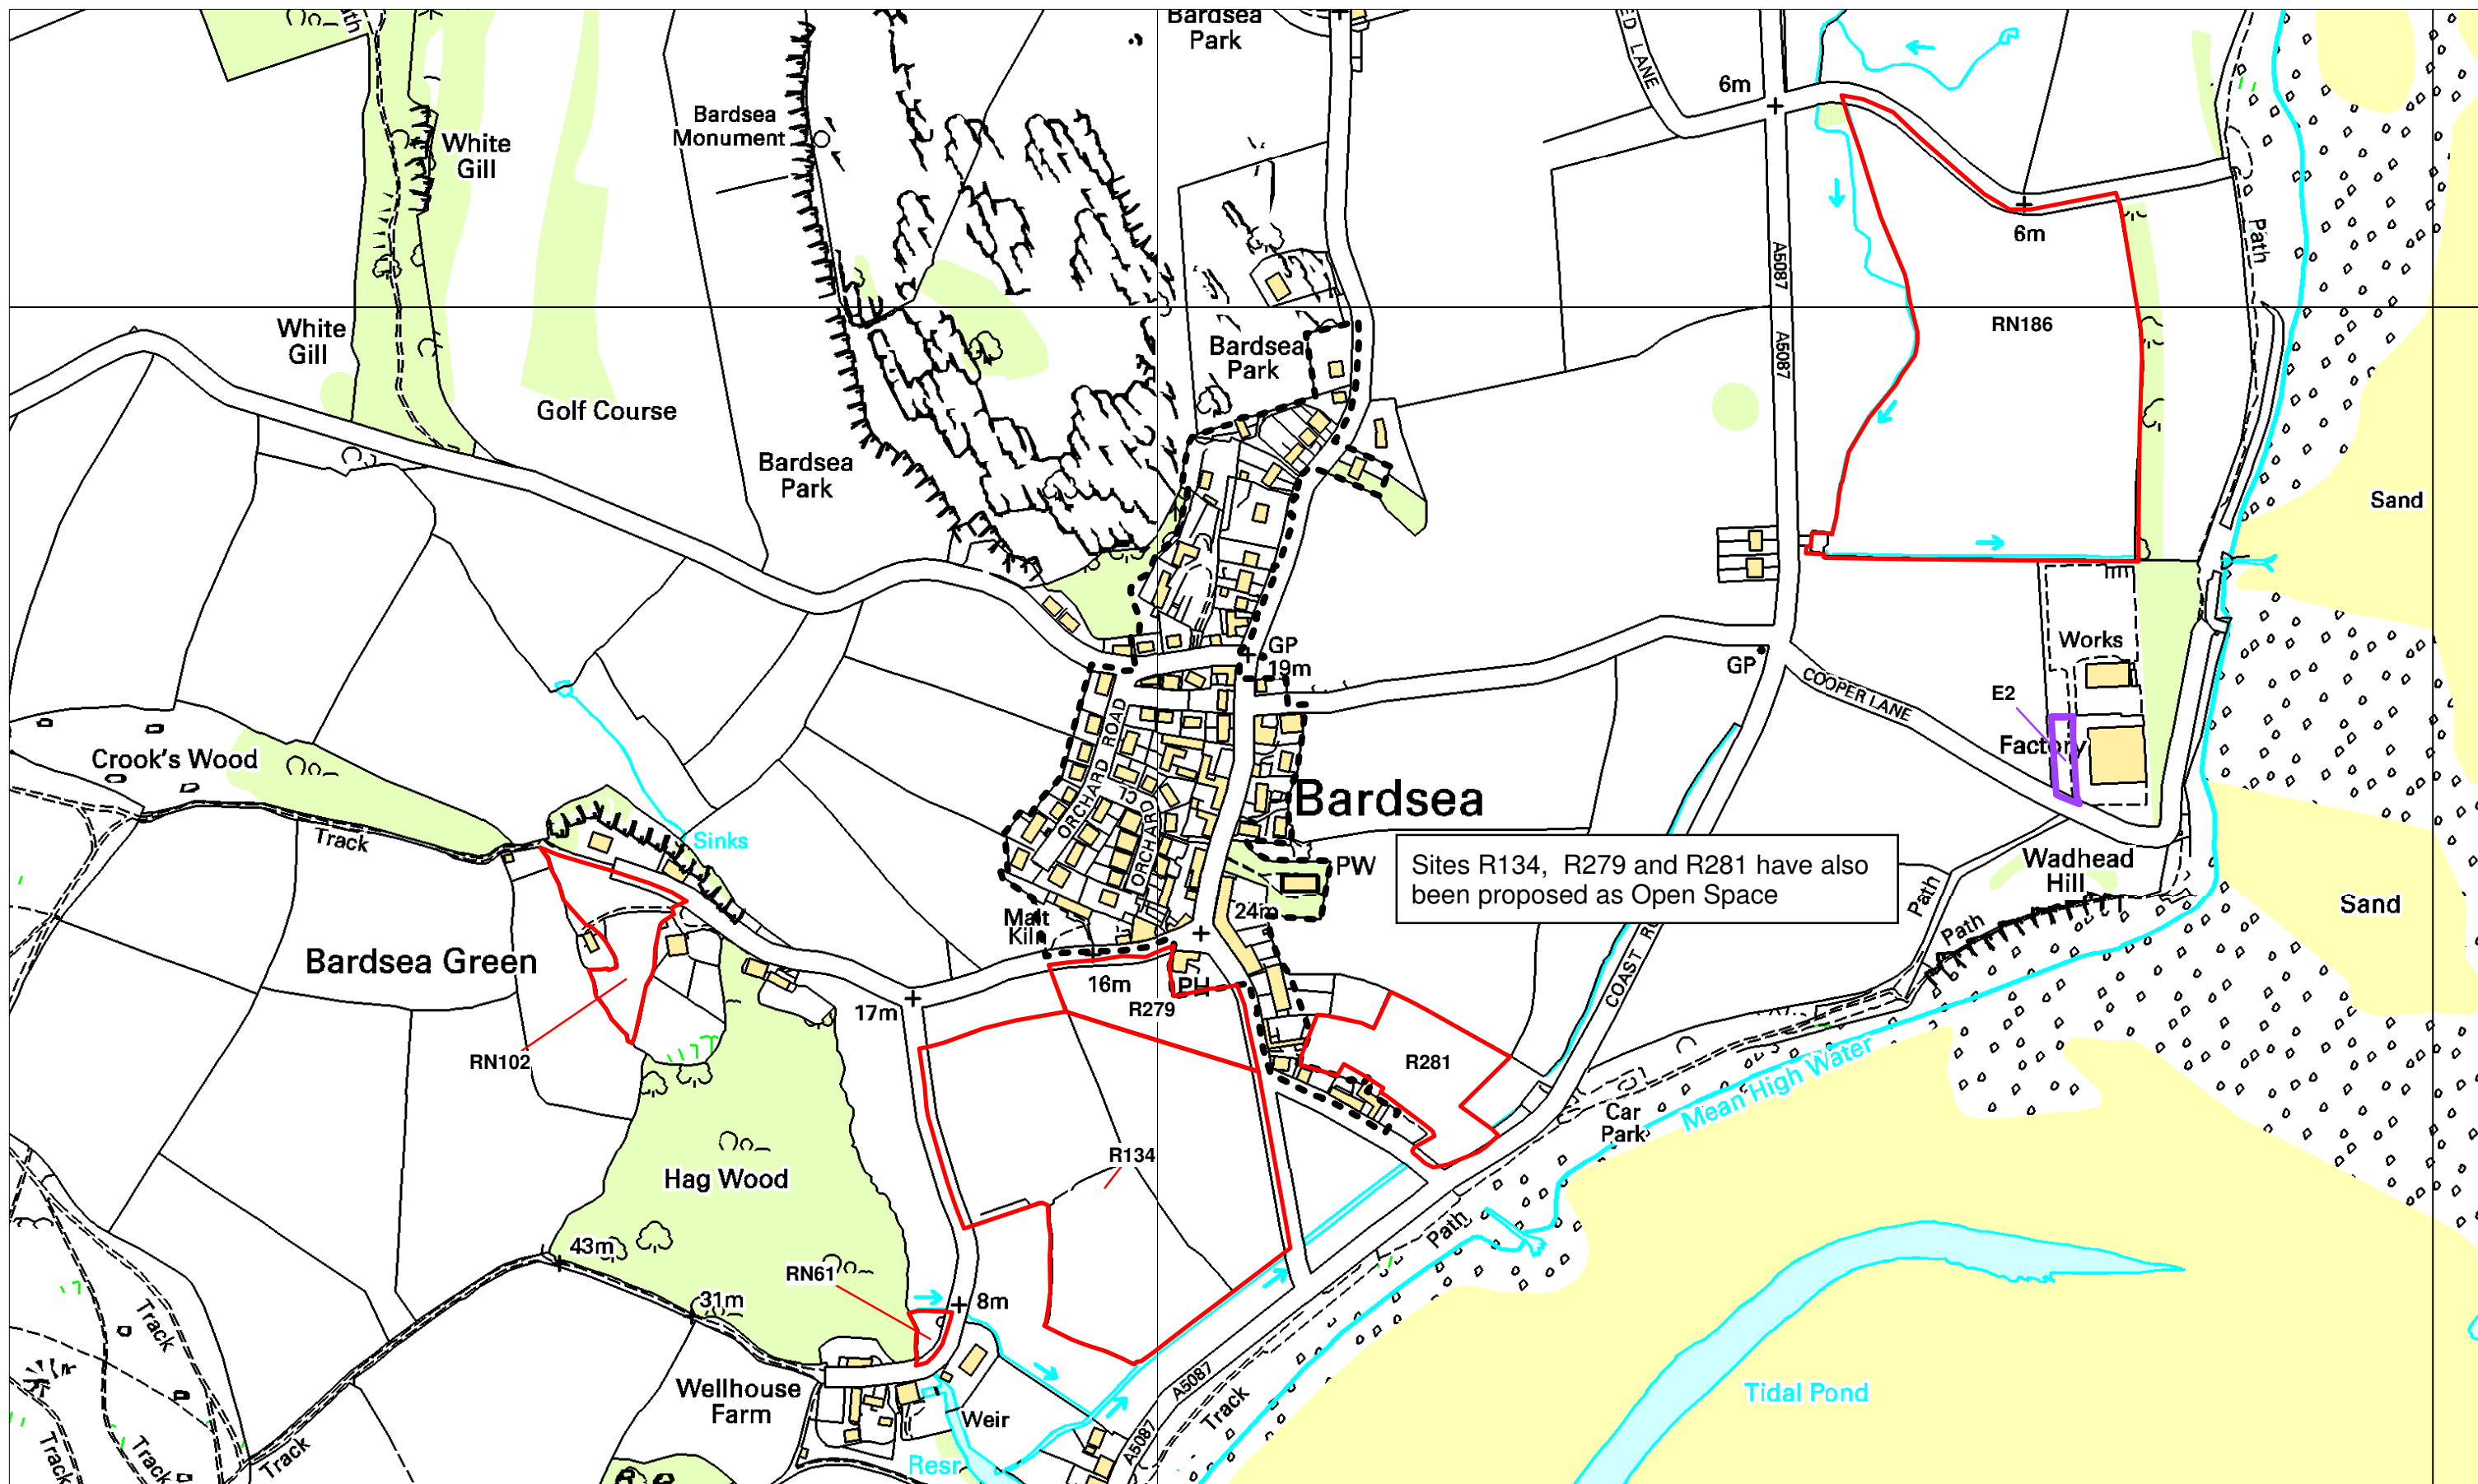 Path
Bardsea
Park
ED LANE
6m
Bardsea
Monument
White
Gill
6m
Path
A5087
RN186
White
Gill
A5087
Bardsea
Park
Golf Course
Bardsea
Park
Sand
GP
19m
Works
GP
COOPER LANE
E2
Factory
ORCHARD ROAD
Crook's Wood
Bardsea
Track
Sinks
ORCHARD
Sites R134, R279 and R281 have also
been proposed as Open Space
PW
Wadhead
Hill
Path
Sand
24m
Malt
Kiln
Path
Bardsea Green
16m
PH
R279
17m
COAST R
RN102
R281
Mean High Water
Car
Park
R134
Hag Wood
Path
43m
RN61
31m
8m
Track
Wellhouse
Farm
A5087
Track
Tidal Pond
Weir
A5087
Track
Track
Track
Resr